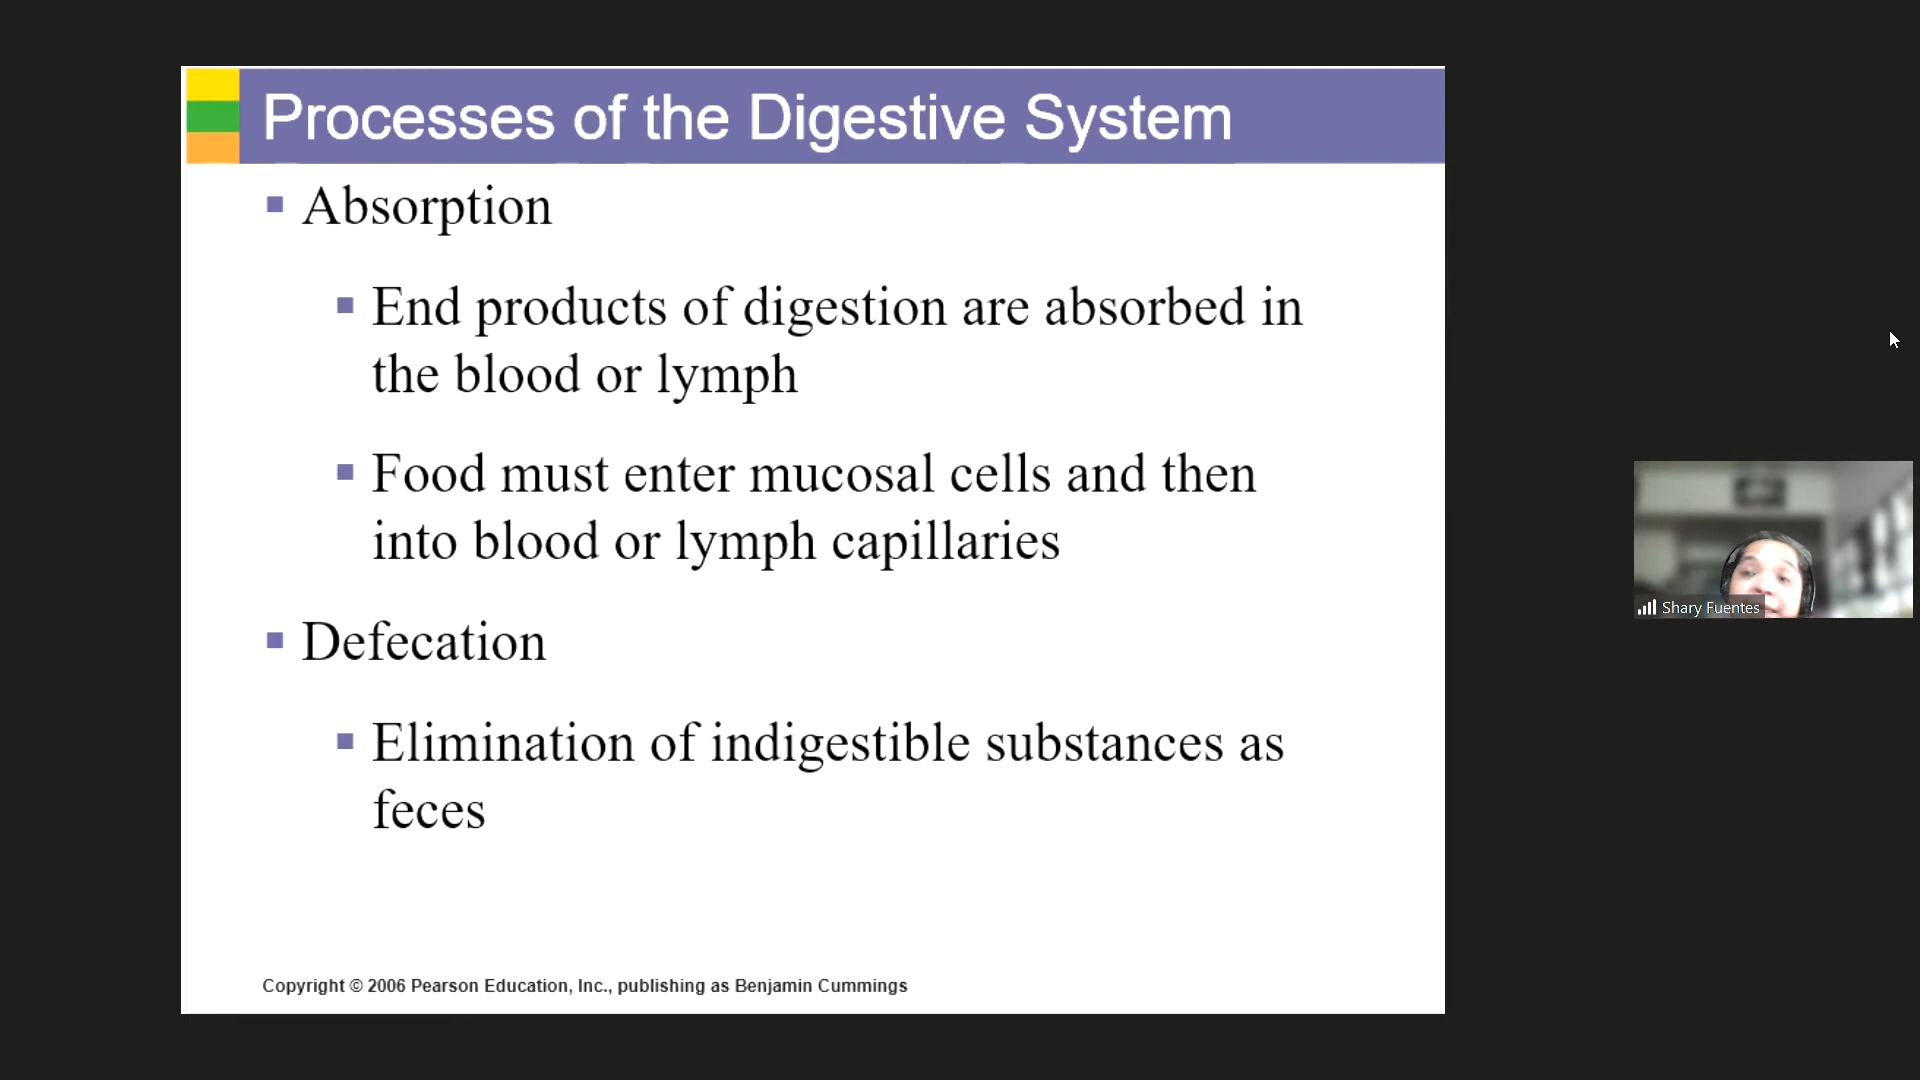 Processes of the Digestive System
Absorption
End products of digestion are absorbed in
the blood or lymph
Food must enter mucosal cells and then
into blood or lymph capillaries
Defecation
Elimination of indigestible substances as
feces
Copyright © 2006 Pearson Education, Inc., publishing as Benjamin Cummings
Shary Fuentes